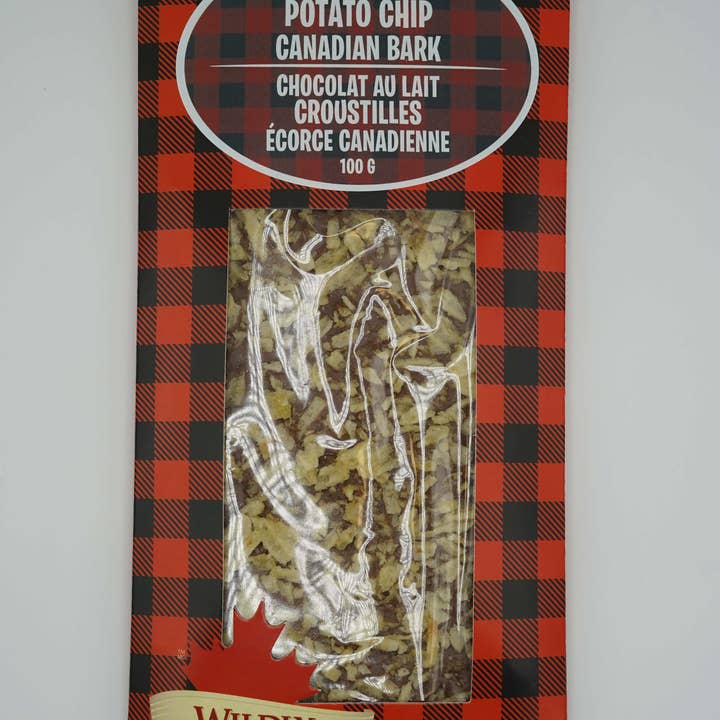 POTATO CHIP
CANADIAN BARK
CHOCOLAT AU LAIT
CROUSTILLES
ÉCORCE CANADIENNE
100 G